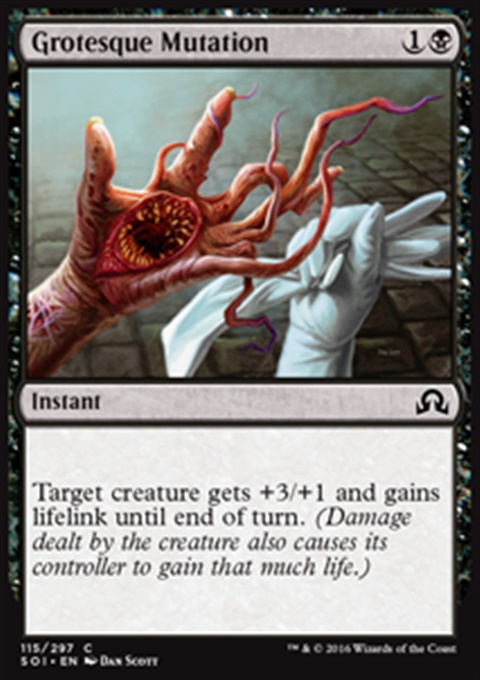 Grotesque Mutation 1
Instant
Target creature gets +3/+1 and gains
lifelink until end of turn. (Damage
dealt by the creature also causes its
controller to gain that much life.)
115/297 C
SOI • EN Dan Scott
™ & © 2016 Wizards of the Coast